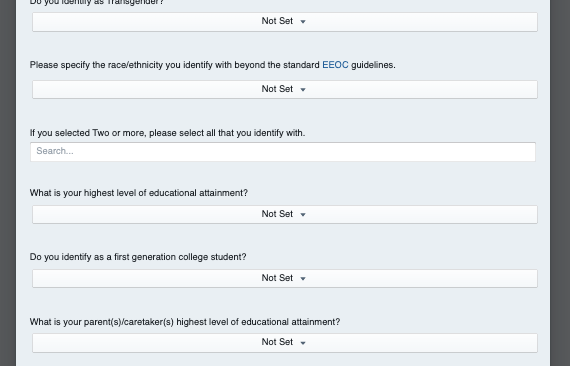 Do you identify as Transgender?
Not Set
Please specify the race/ethnicity you identify with beyond the standard EEOC guidelines.
Not Set
If you selected Two or more, please select all that you identify with.
Search...
What is your highest level of educational attainment?
Not Set
Do you identify as a first generation college student?
Not Set
What is your parent(s)/caretaker(s) highest level of educational attainment?
Not Set